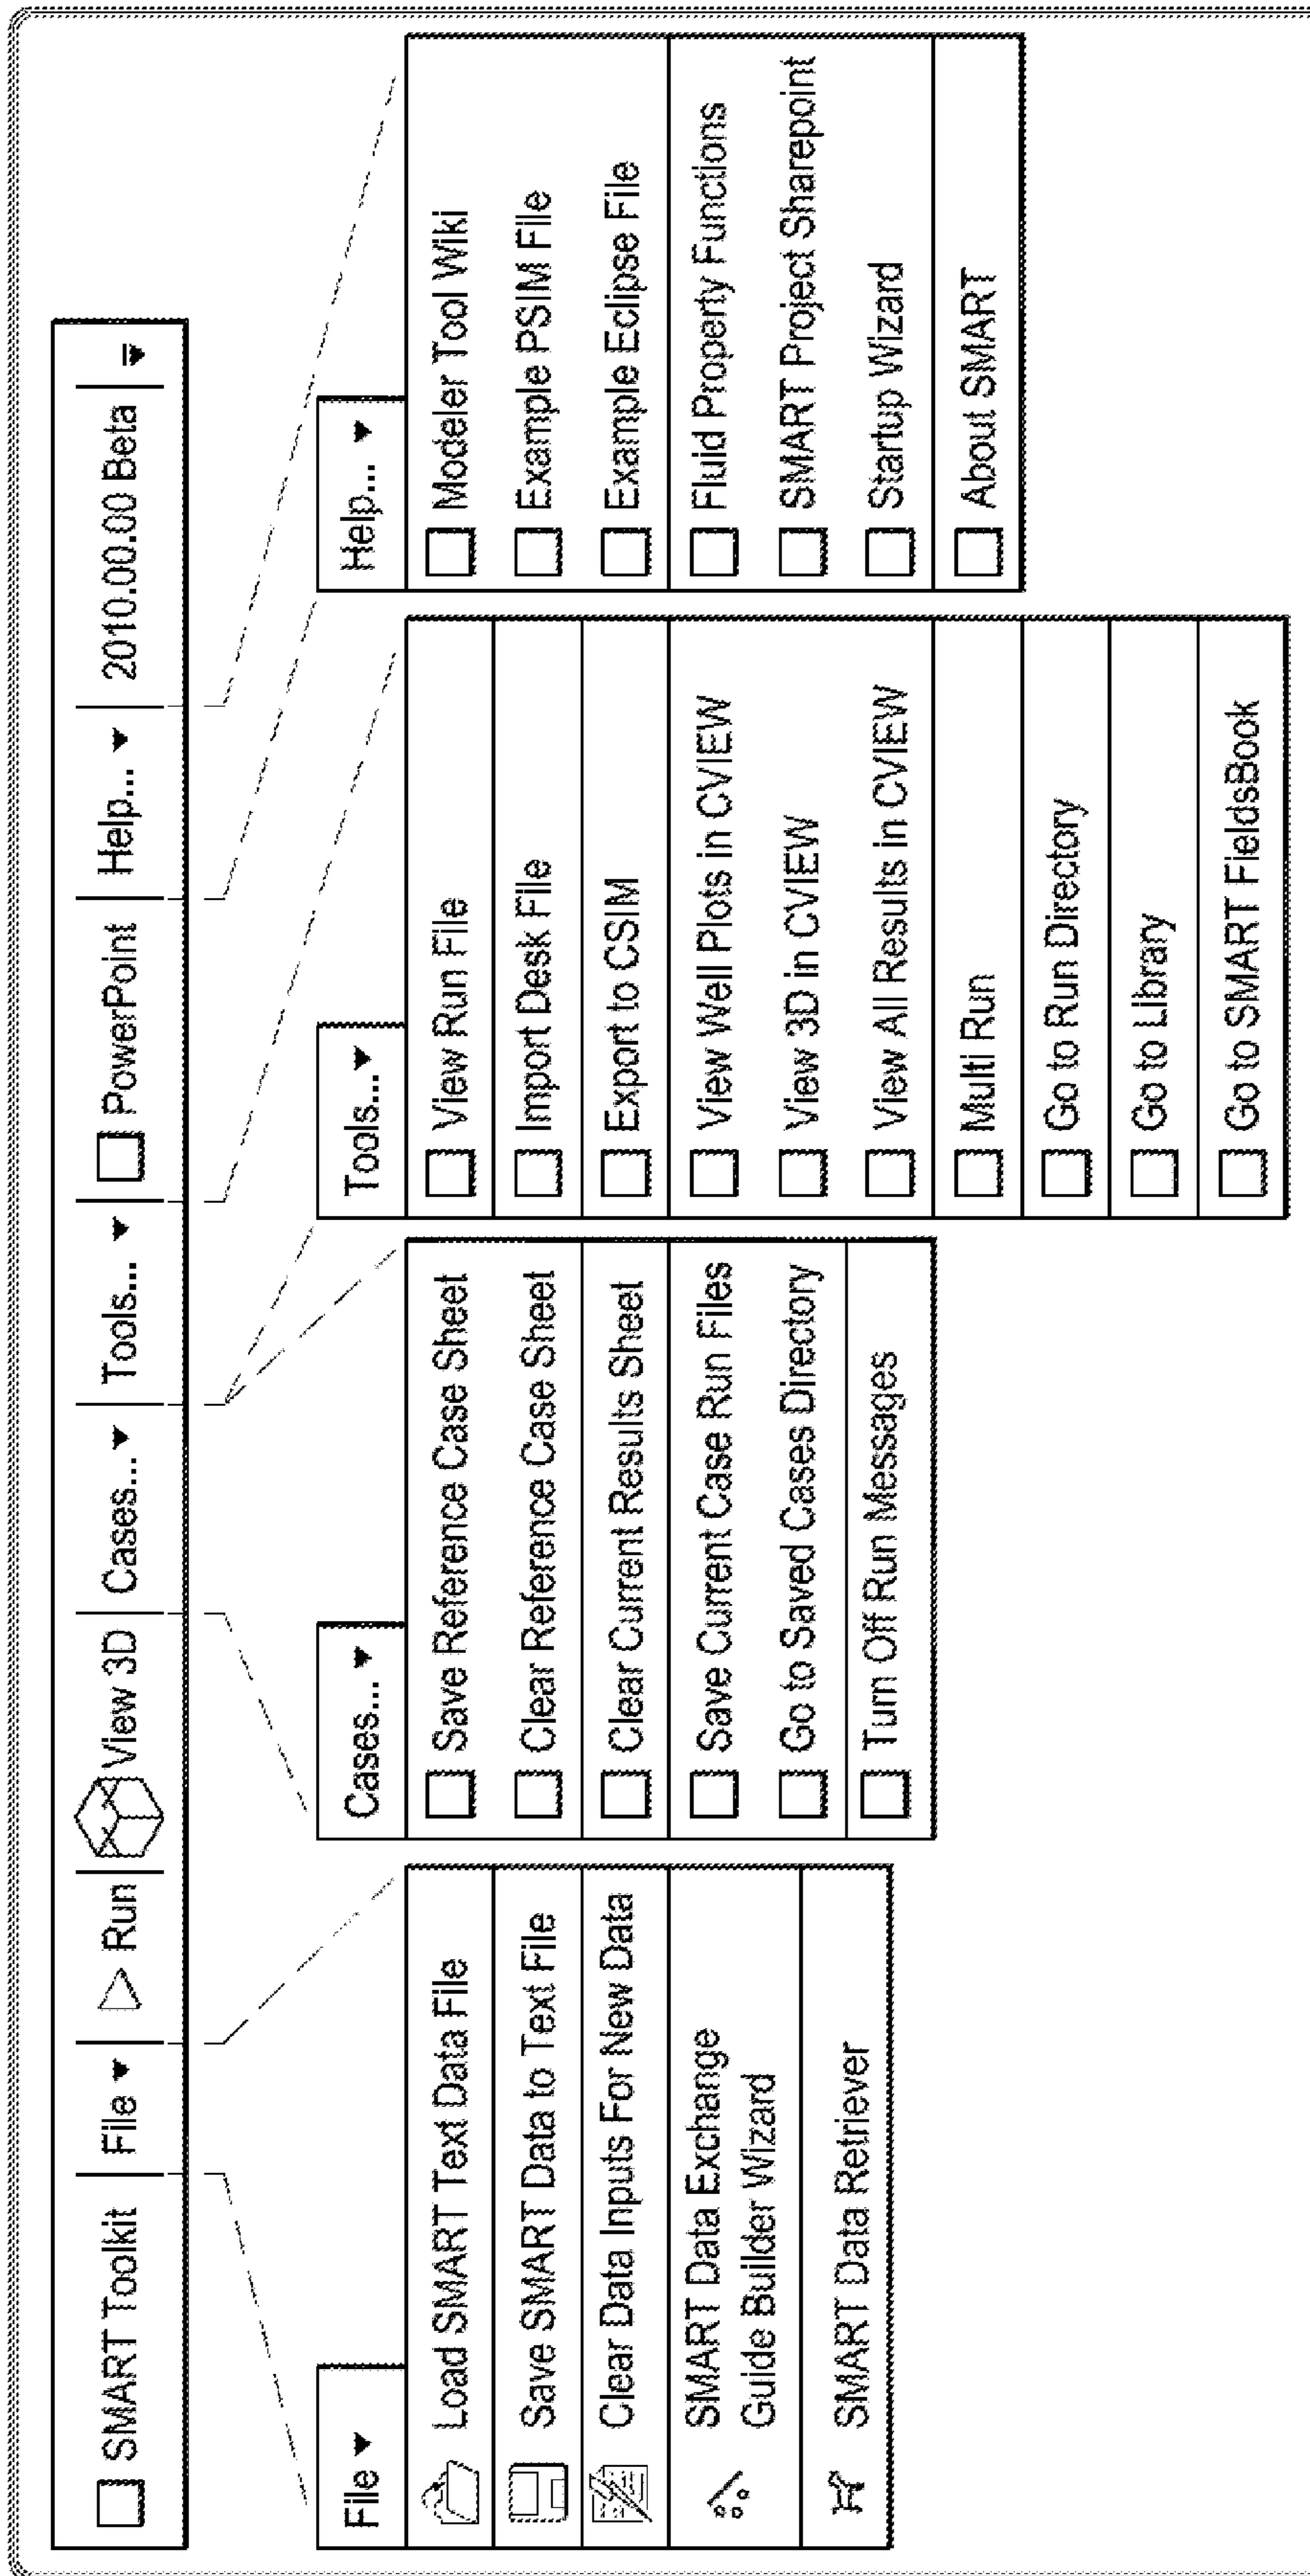 SMART Toolkit File Run View 3D Cases... Tools... PowerPoint Help... 2010.00.00 Beta
File
Load SMART Text Data File
Save SMART Data to Text File
Clear Data Inputs For New Data
SMART Data Exchange
Guide Builder Wizard
SMART Data Retriever
Cases...
Save Reference Case Sheet
Clear Reference Case Sheet
Clear Current Results Sheet
Save Current Case Run Files
Go to Saved Cases Directory
Turn Off Run Messages
Tools...
View Run File
Import Desk File
Export to CSIM
View Well Plots in CVIEW
View 3D in CVIEW
View All Results in CVIEW
Multi Run
Go to Run Directory
Go to Library
Go to SMART FieldsBook
Help...
Modeler Tool Wiki
Example PSIM File
Example Eclipse File
Fluid Property Functions
SMART Project Sharepoint
Startup Wizard
About SMART